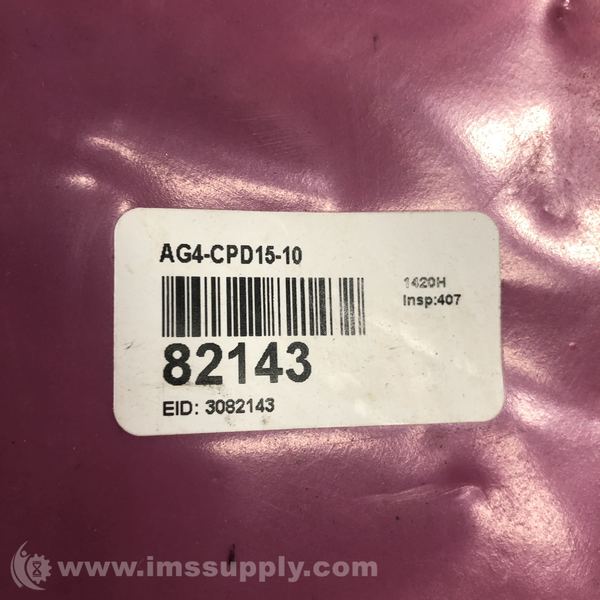 AG4-CPD15-10
1420H
Insp:407
82143
EID: 3082143
www.imssupply.com